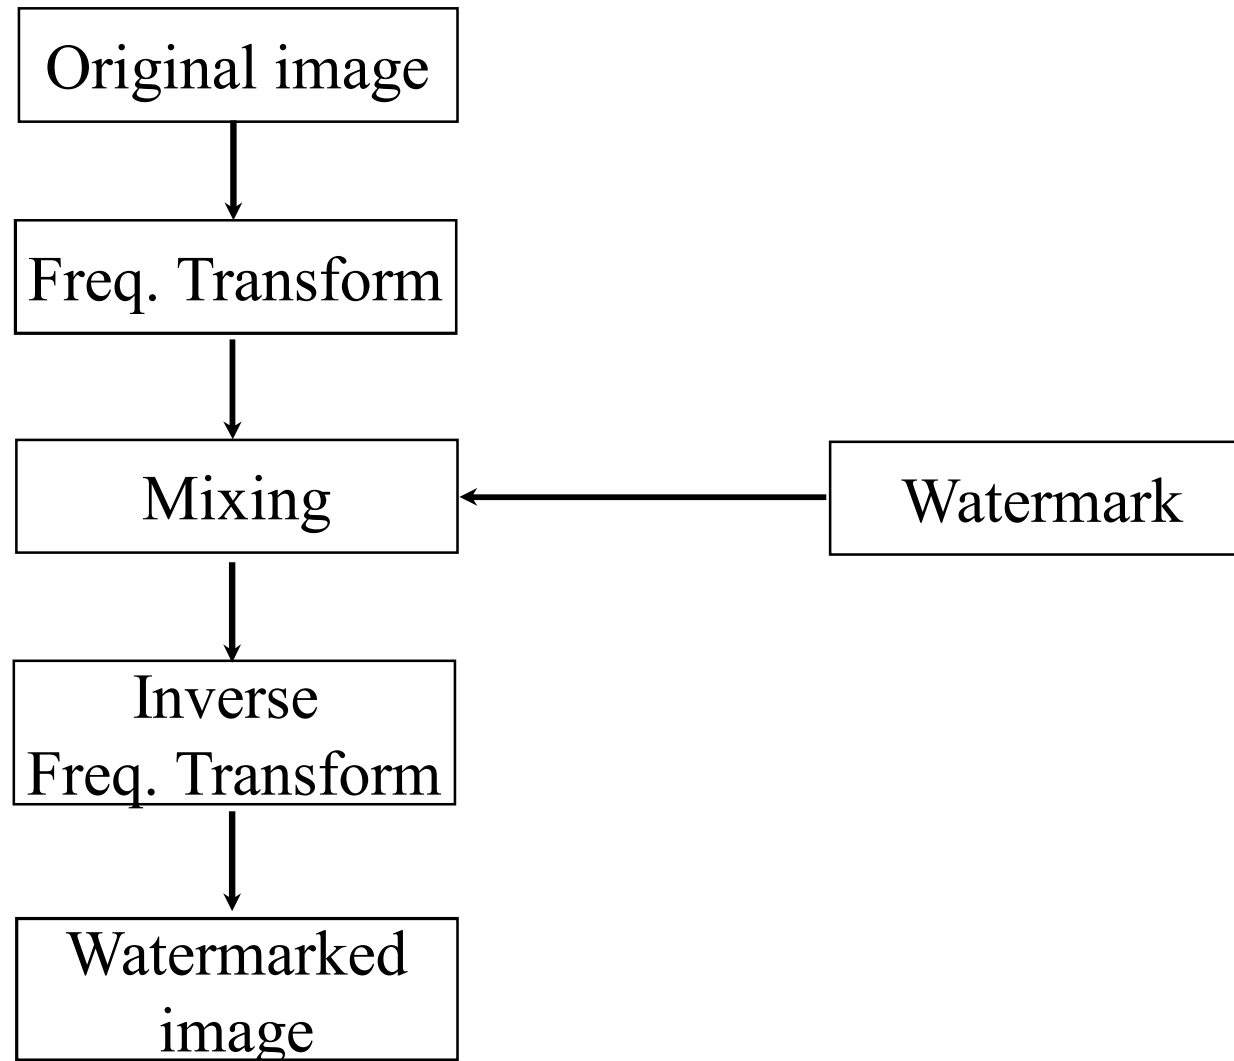 Original image
Freq. Transform
Mixing
Watermark
Inverse
Freq. Transform
Watermarked
image